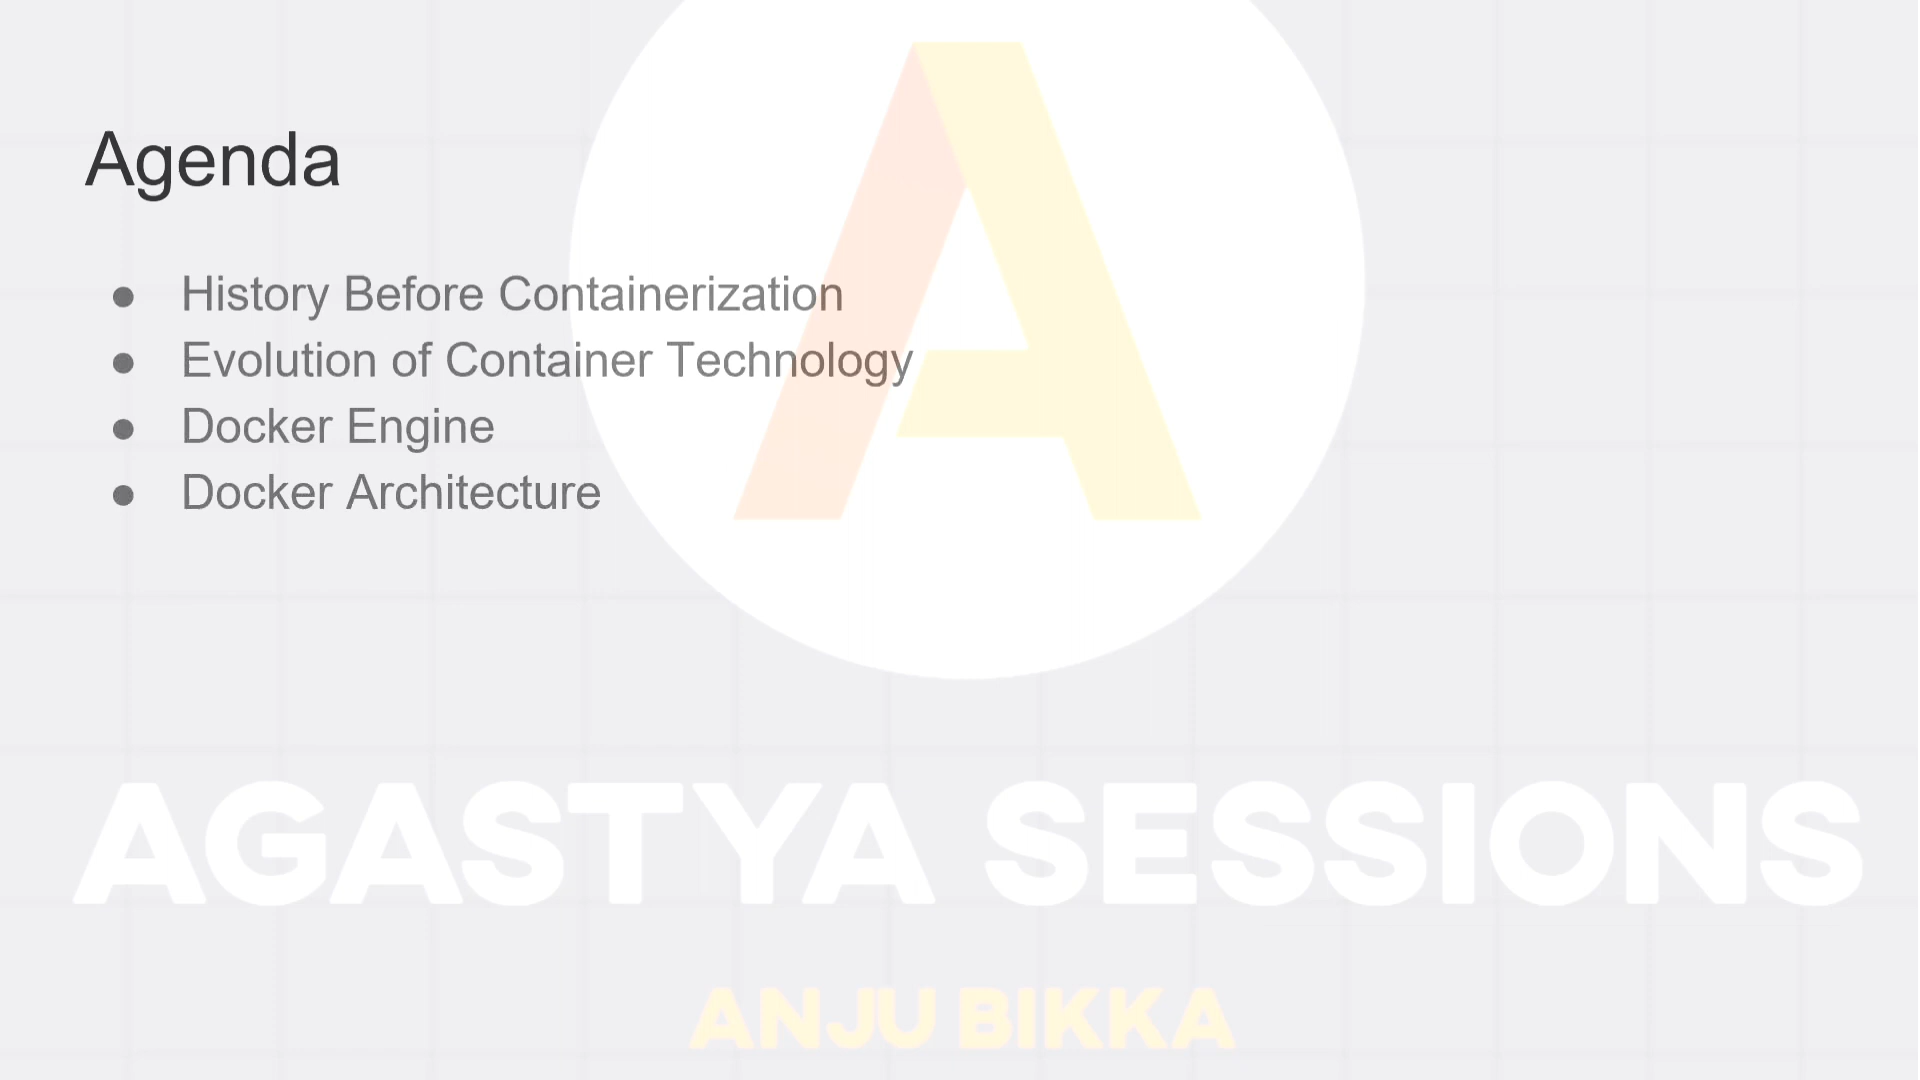 Agenda
● History Before Containerization
● Evolution of Container Technology
● Docker Engine
● Docker Architecture
A
AGASTYA SESSIONS
ANJU BIKKA